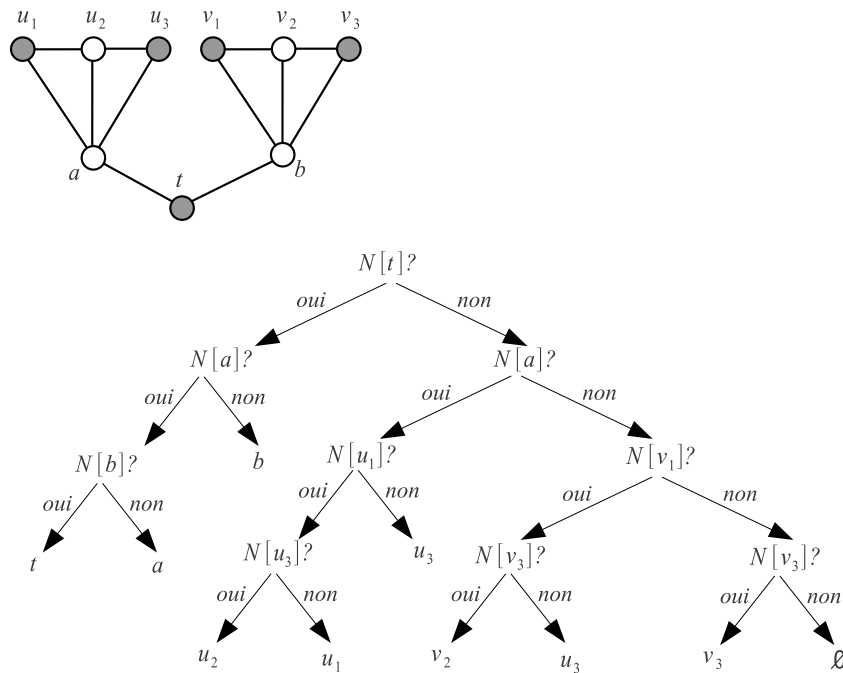 u1 u2 u3 v1 v2 v3
a t b
N[t]?
oui non
N[a]? N[a]?
oui non oui non
N[b]? b N[u1]? N[v1]?
oui non oui non oui non
t a N[u3]? u3 N[v3]? N[v3]?
oui non oui non oui non
u2 u1 v2 u3 v3 ∅